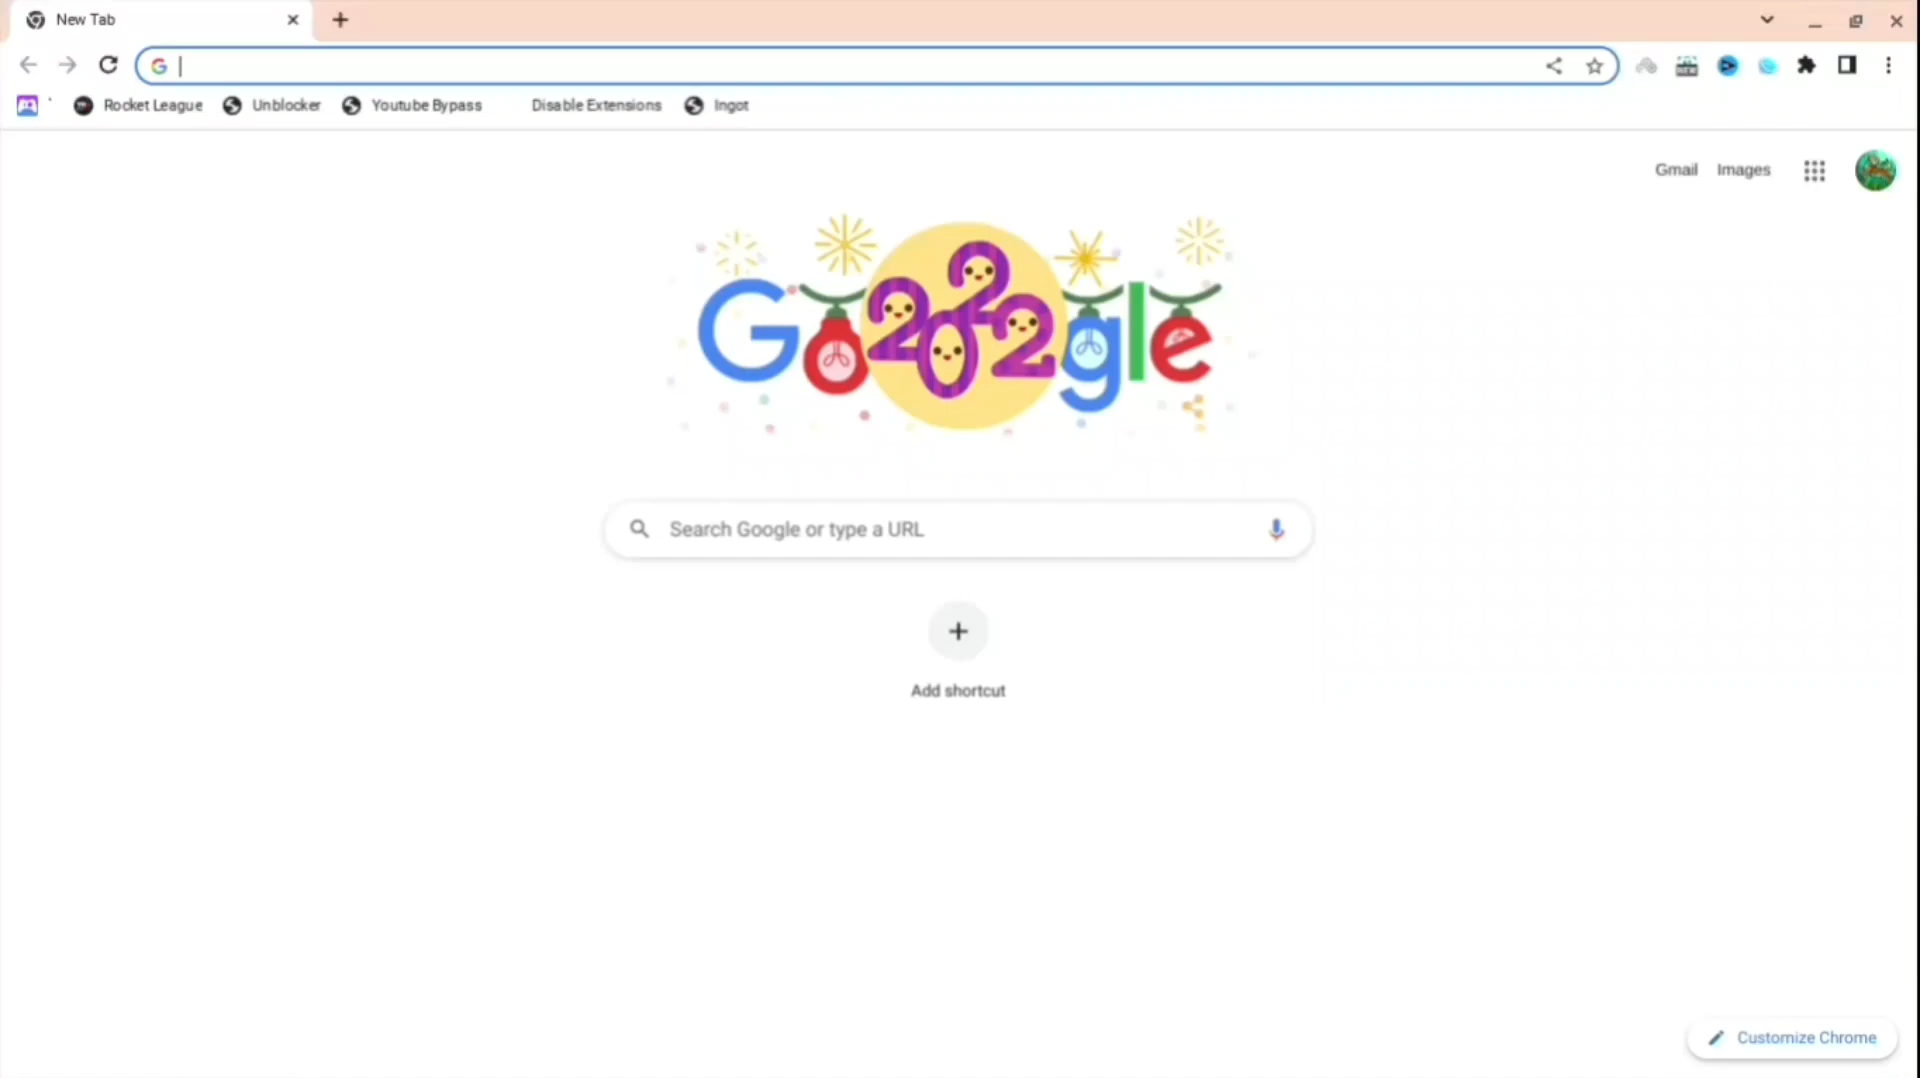 New Tab
Rocket League
Unblocker
Youtube Bypass
Disable Extensions
Ingot
Gmail
Images
Go2022gle
Search Google or type a URL
Add shortcut
Customize Chrome